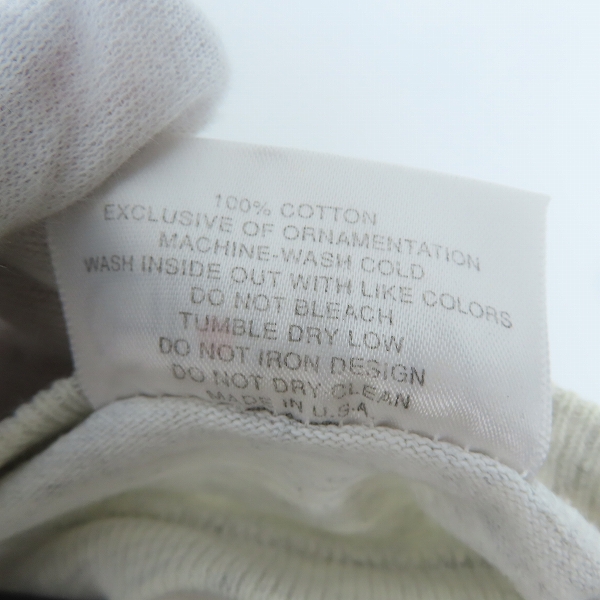 100% COTTON
EXCLUSIVE OF ORNAMENTATION
MACHINE-WASH COLD
WASH INSIDE OUT WITH LIKE COLORS
DO NOT BLEACH
TUMBLE DRY LOW
DO NOT IRON DESIGN
DO NOT DRY CLEAN
MADE IN U.S.A